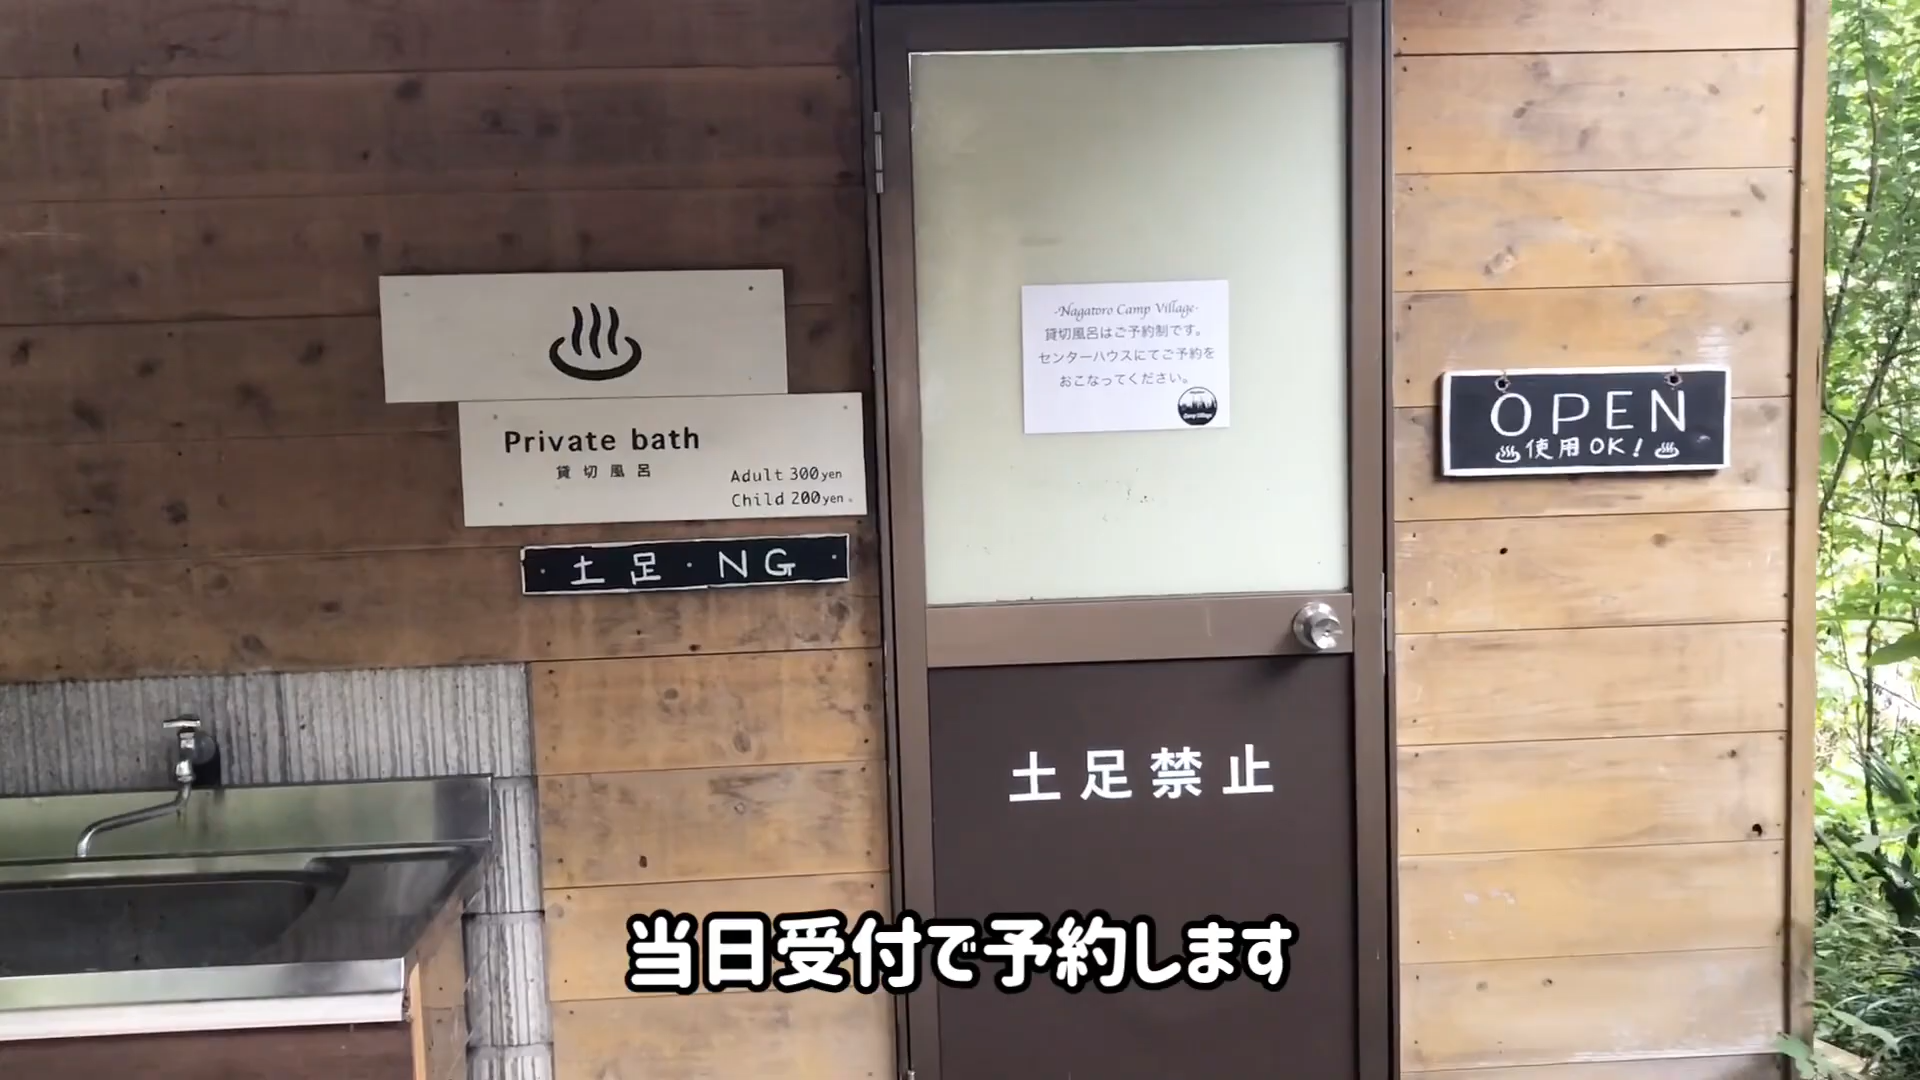 Private bath
貸切風呂
Adult 300yen
Child 200yen
土足・NG
-Nagatoro Camp Village-
貸切風呂はご予約制です。
センターハウスにてご予約を
おこなってください。
OPEN
使用OK!
土足禁止
当日受付で予約します